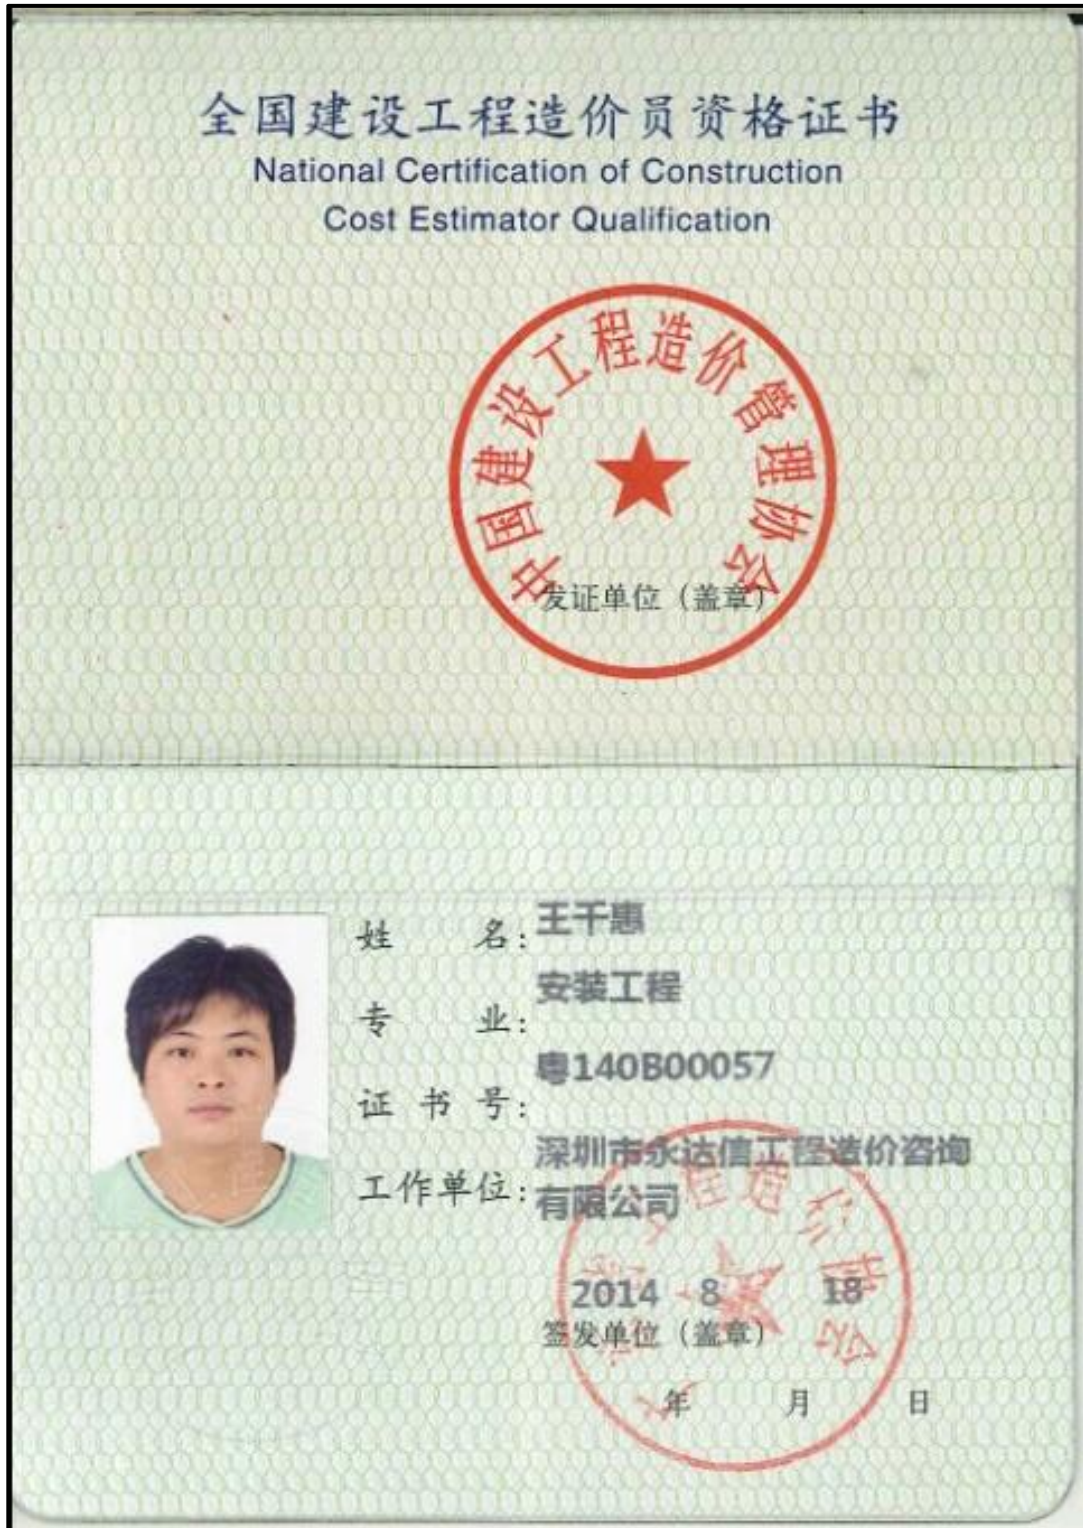 全国建设工程造价员资格证书
National Certification of Construction
Cost Estimator Qualification
中国建设工程造价管理协会
发证单位（盖章）
姓 名：王千惠
专 业：安装工程
证 书 号：粤140B00057
工作单位：深圳市永达信工程造价咨询
有限公司
2014 8 18
签发单位（盖章）
年 月 日